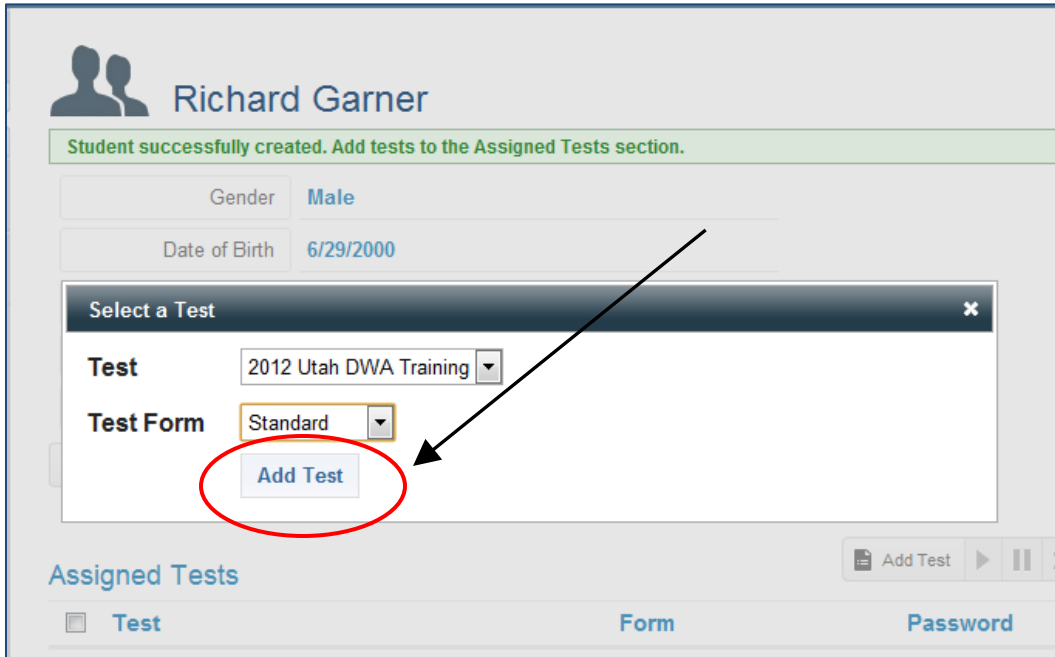 Richard Garner
Student successfully created. Add tests to the Assigned Tests section.
Gender Male
Date of Birth 6/29/2000
Select a Test
Test 2012 Utah DWA Training
Test Form Standard
Add Test
Add Test
Assigned Tests
Test Form Password